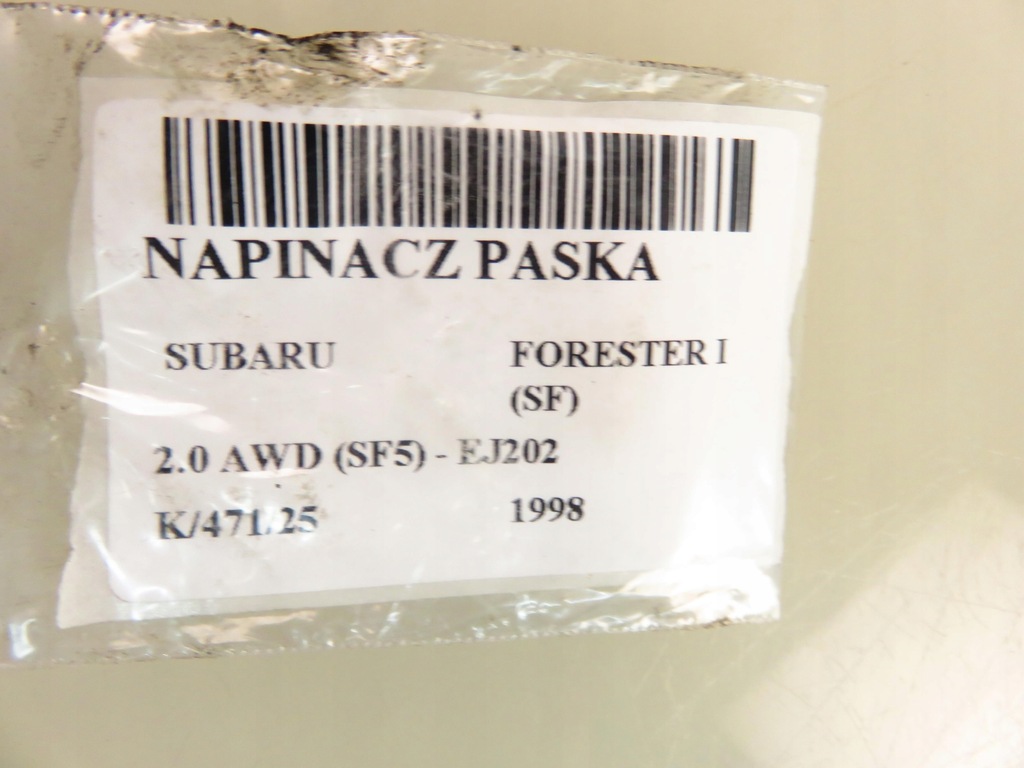 NAPINACZ PASKA
SUBARU FORESTER I
(SF)
2.0 AWD (SF5) - EJ202
K/471/25 1998